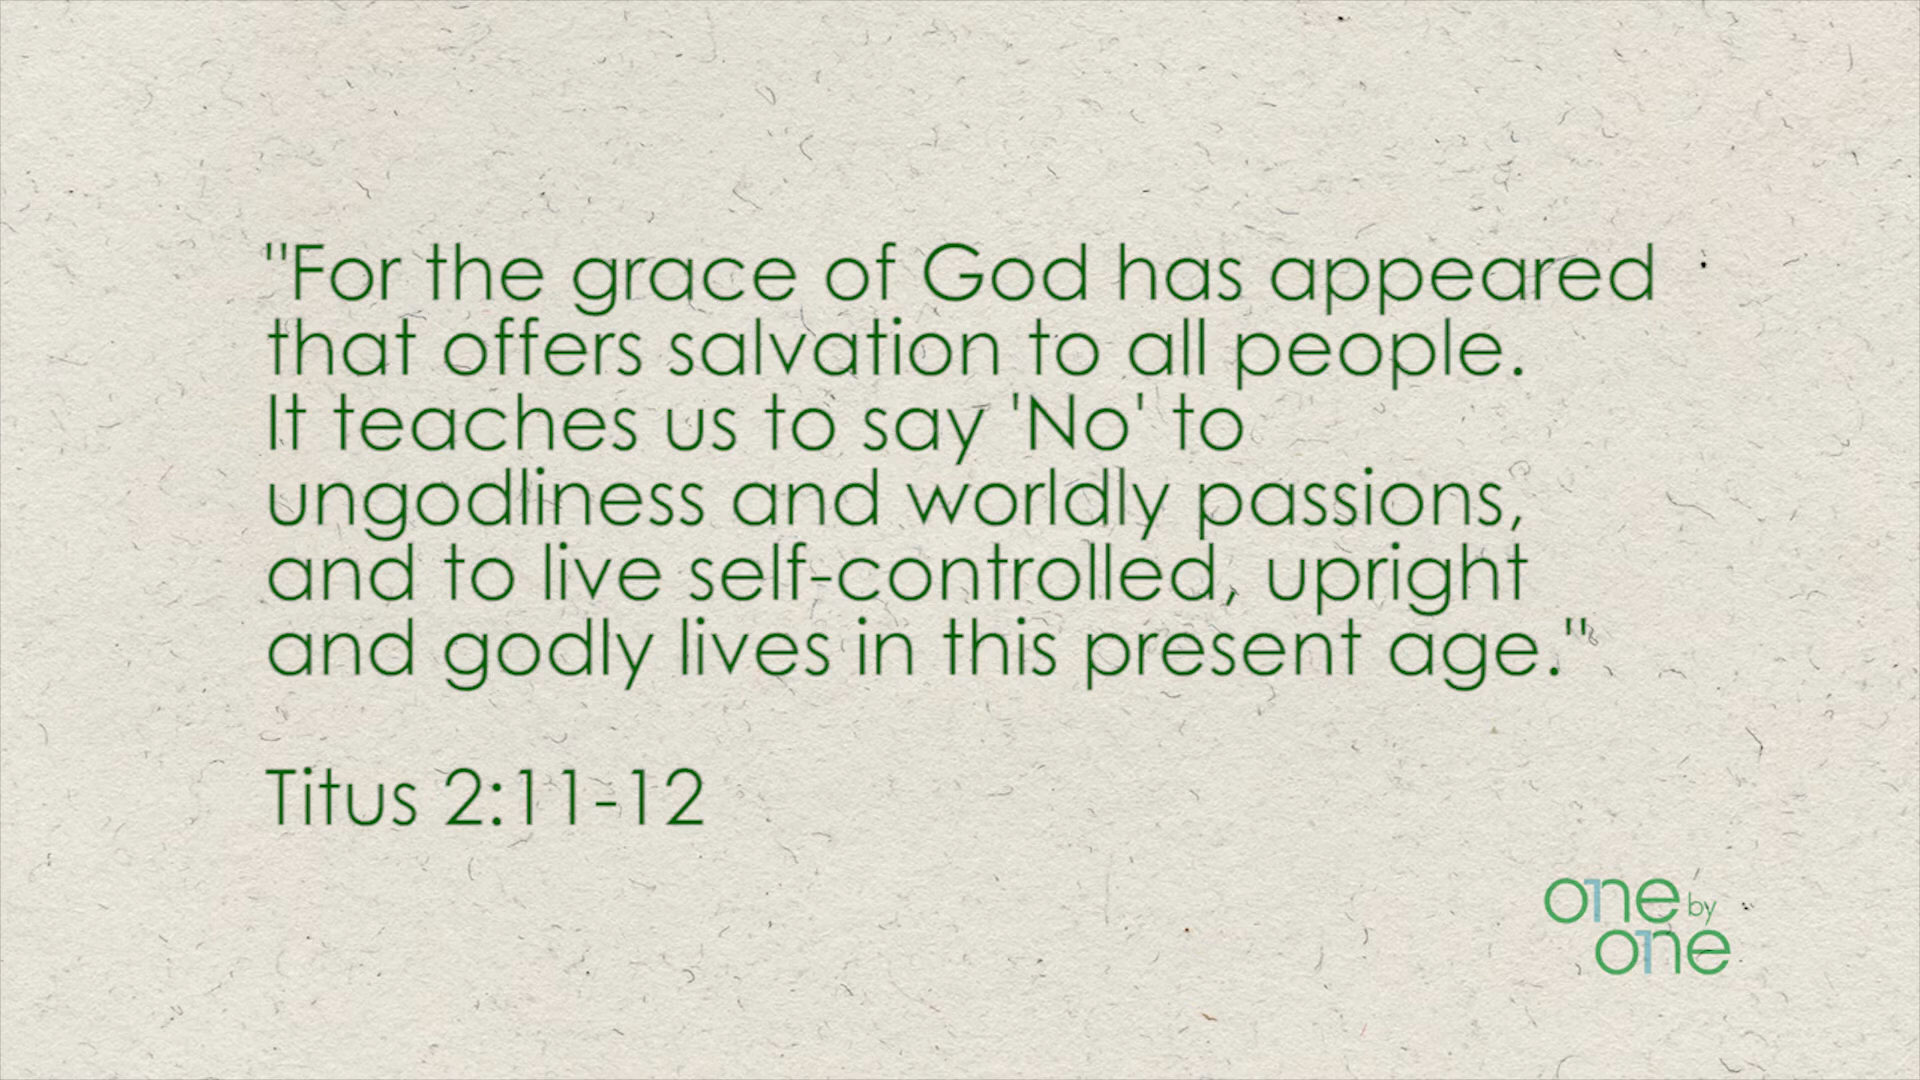 "For the grace of God has appeared
that offers salvation to all people.
It teaches us to say 'No' to
ungodliness and worldly passions,
and to live self-controlled, upright
and godly lives in this present age."
Titus 2:11-12
one by
one